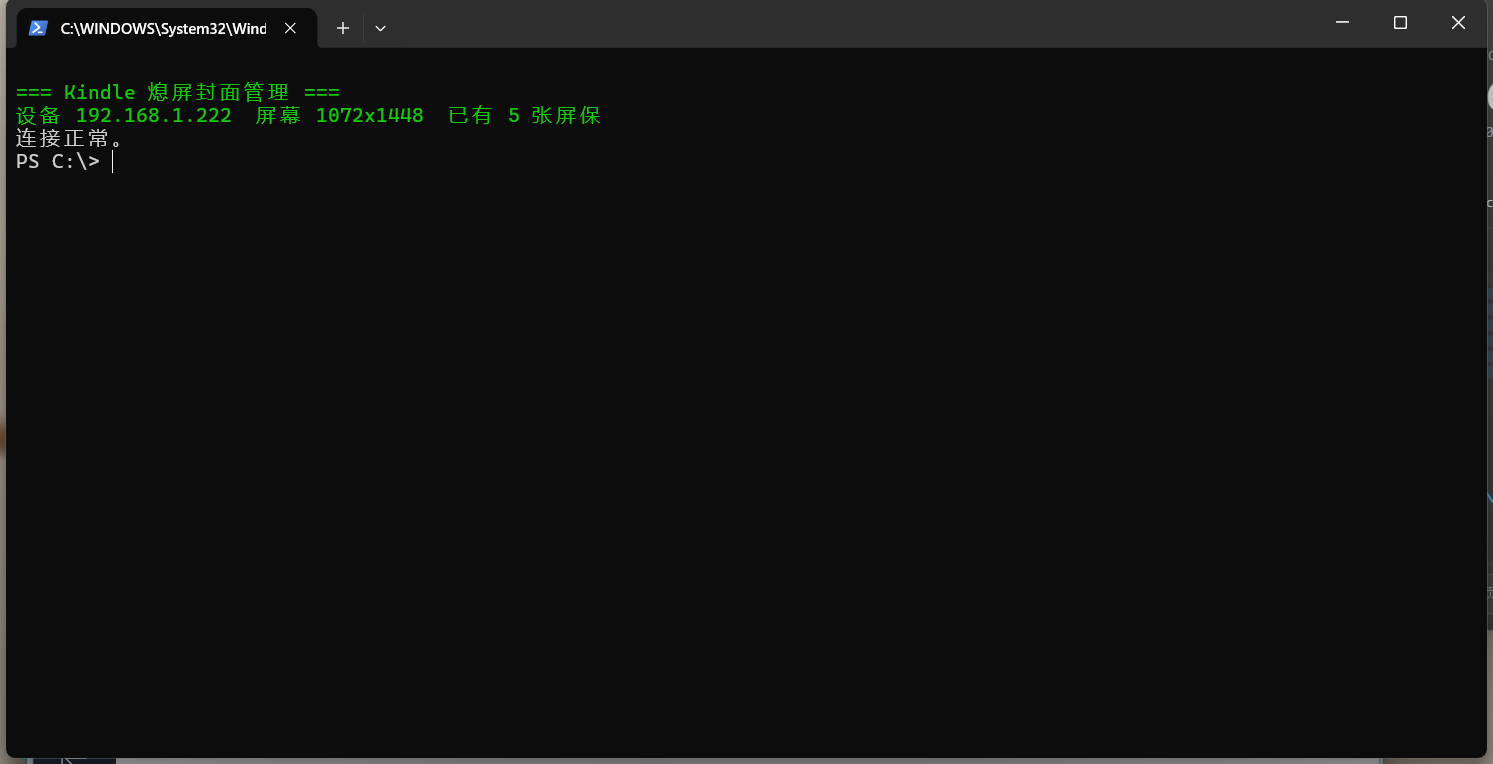 C:\WINDOWS\System32\Wind
=== Kindle 熄屏封面管理 ===
设备 192.168.1.222 屏幕 1072x1448 已有 5 张屏保
连接正常。
PS C:\>